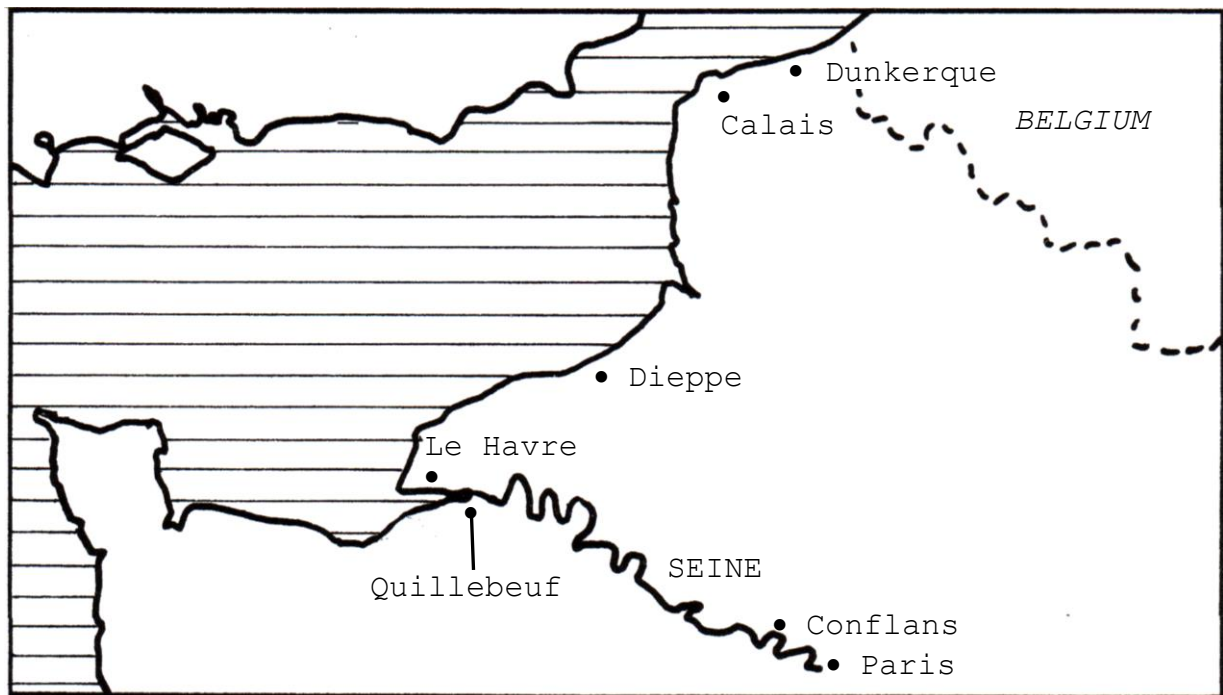 Dunkerque
Calais
BELGIUM
Dieppe
Le Havre
Quillebeuf
SEINE
Conflans
Paris